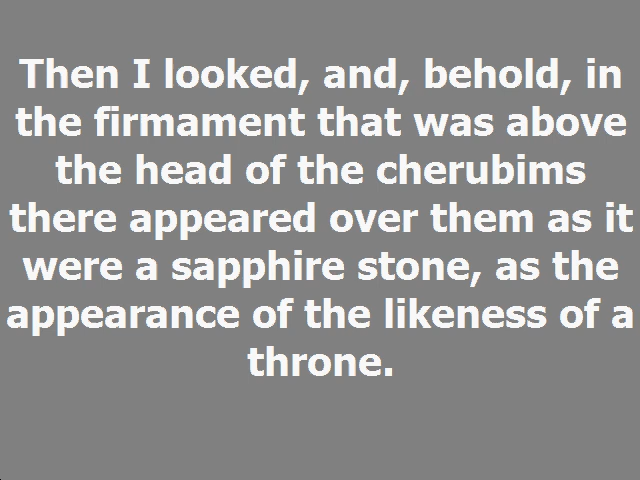 Then I looked, and, behold, in
the firmament that was above
the head of the cherubims
there appeared over them as it
were a sapphire stone, as the
appearance of the likeness of a
throne.